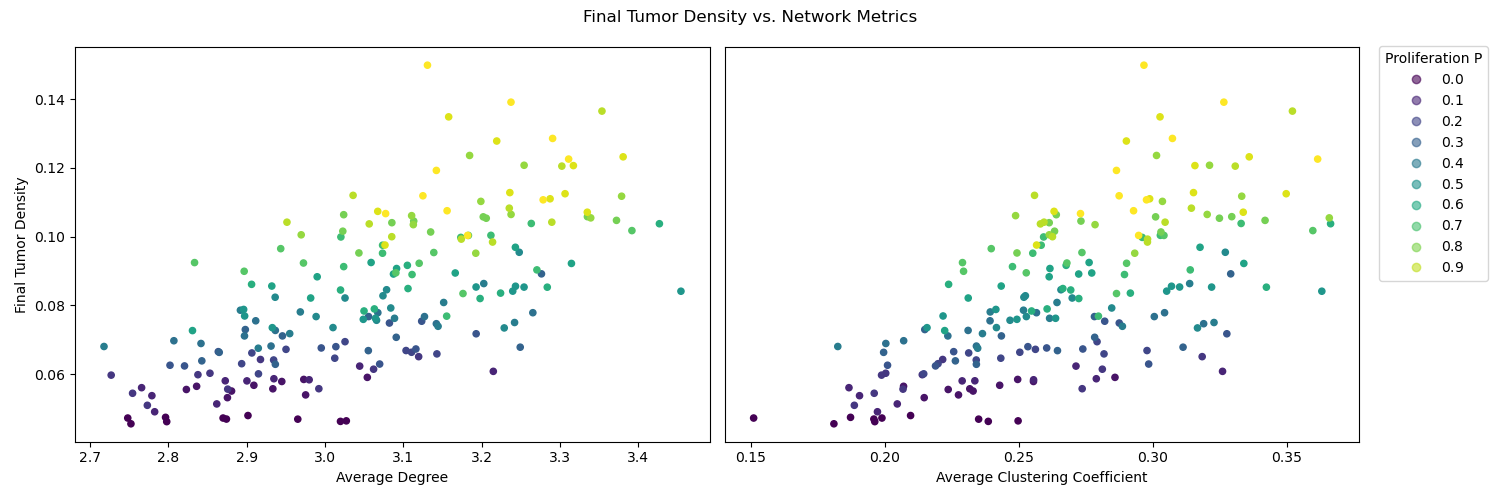 Final Tumor Density vs. Network Metrics
Final Tumor Density
0.14
0.12
0.10
0.08
0.06
2.7 2.8 2.9 3.0 3.1 3.2 3.3 3.4
Average Degree
0.15 0.20 0.25 0.30 0.35
Average Clustering Coefficient
Proliferation P
0.0
0.1
0.2
0.3
0.4
0.5
0.6
0.7
0.8
0.9